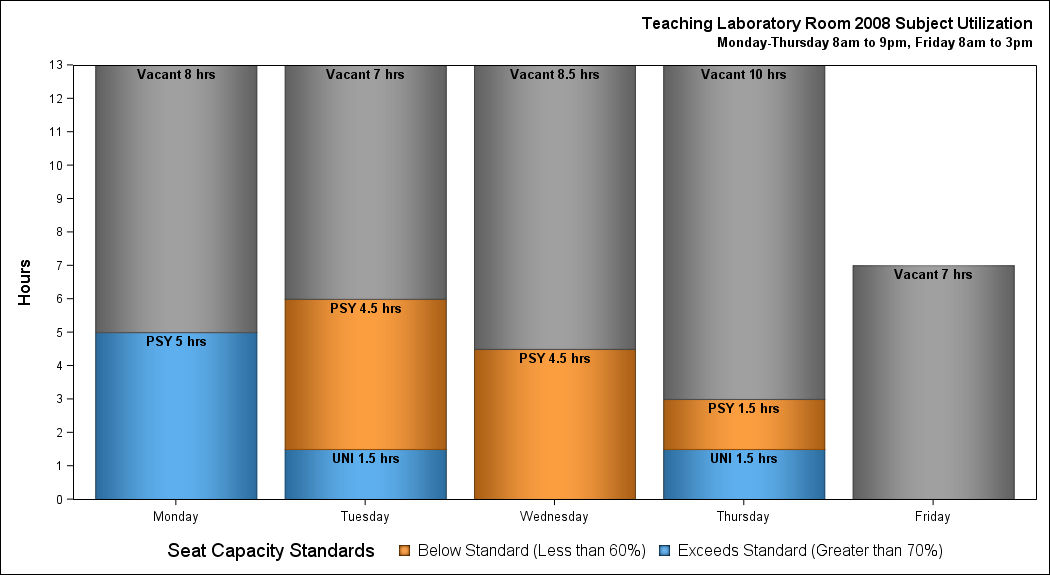 Teaching Laboratory Room 2008 Subject Utilization
Monday-Thursday 8am to 9pm, Friday 8am to 3pm
Hours
13
12
11
10
9
8
7
6
5
4
3
2
1
0
Vacant 8 hrs
PSY 5 hrs
Vacant 7 hrs
PSY 4.5 hrs
UNI 1.5 hrs
Vacant 8.5 hrs
PSY 4.5 hrs
Vacant 10 hrs
PSY 1.5 hrs
UNI 1.5 hrs
Vacant 7 hrs
Monday Tuesday Wednesday Thursday Friday
Seat Capacity Standards Below Standard (Less than 60%) Exceeds Standard (Greater than 70%)